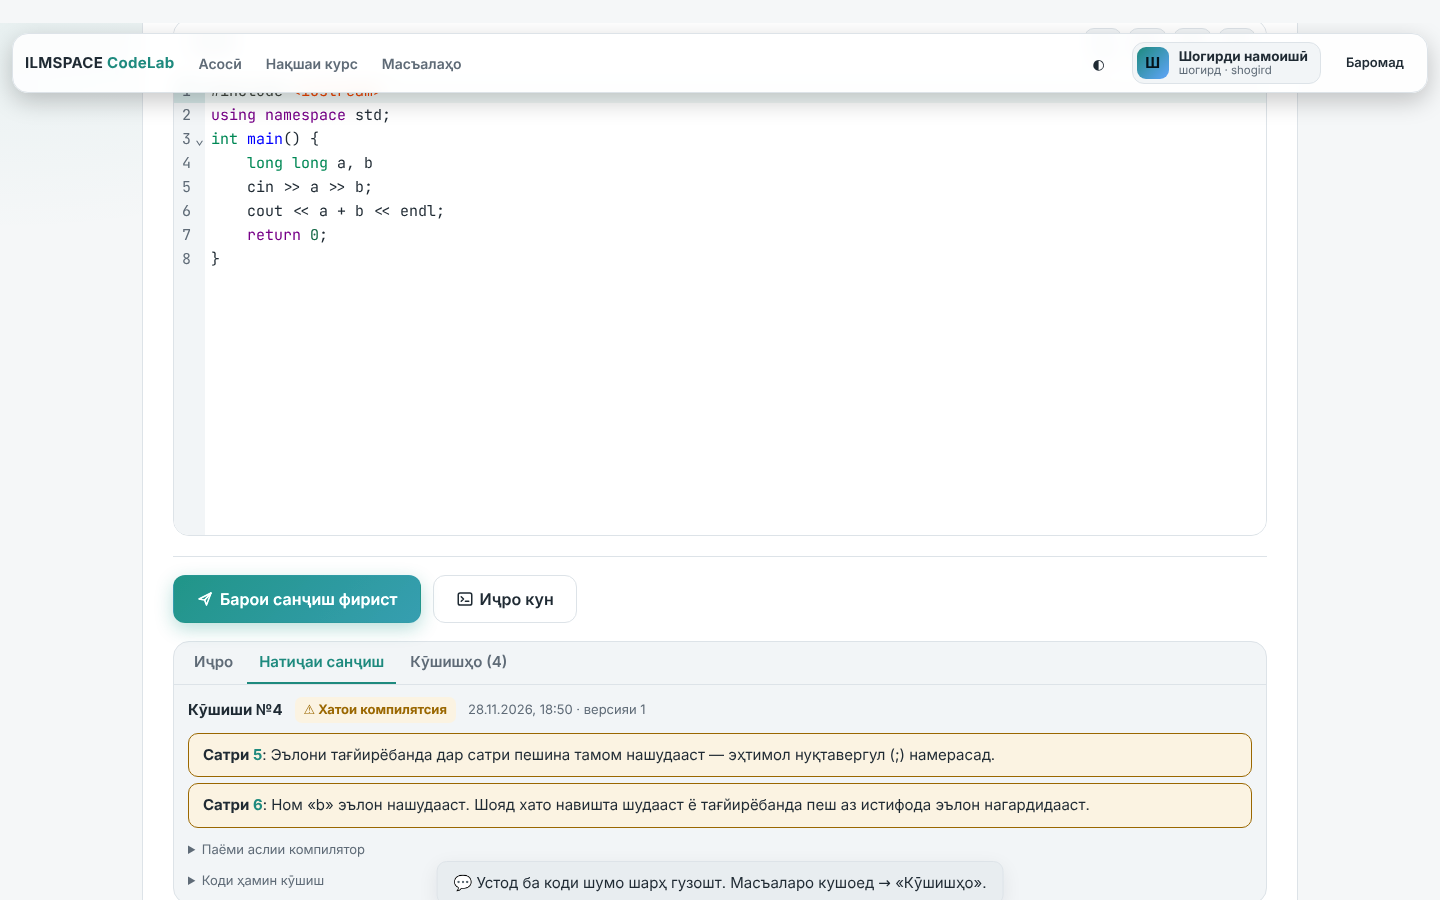 ILMSPACE CodeLab
Асосӣ
Нақшаи курс
Масъалаҳо
Ш
Шогирди намоишӣ
шогирд · shogird
Баромад
2 using namespace std;
3 int main() {
4 long long a, b
5 cin >> a >> b;
6 cout << a + b << endl;
7 return 0;
8 }
Барои санҷиш фирист
Иҷро кун
Иҷро
Натиҷаи санҷиш
Кӯшишҳо (4)
Кӯшиши №4
⚠ Хатои компилятсия
28.11.2026, 18:50 · версияи 1
Сатри 5: Эълони тағйирёбанда дар сатри пешина тамом нашудааст — эҳтимол нуқтавергул (;) намерасад.
Сатри 6: Ном «b» эълон нашудааст. Шояд хато навишта шудааст ё тағйирёбанда пеш аз истифода эълон нагардидааст.
▶ Паёми аслии компилятор
▶ Коди ҳамин кӯшиш
💬 Устод ба коди шумо шарҳ гузошт. Масъаларо кушоед → «Кӯшишҳо».